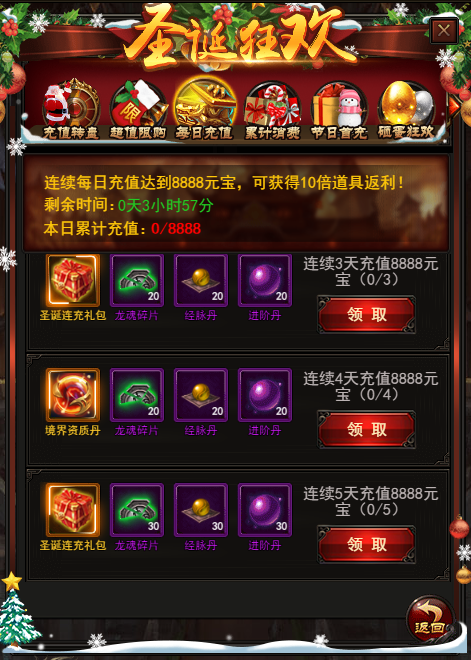 圣诞狂欢
充值转盘
限
超值限购
每日充值
累计消费
节日首充
砸蛋狂欢
连续每日充值达到8888元宝，可获得10倍道具返利！
剩余时间：0天3小时57分
本日累计充值：0/8888
20 20 20
圣诞连充礼包 龙魂碎片 经脉丹 进阶丹
连续3天充值8888元
宝（0/3）
领取
20 20 20
境界资质丹 龙魂碎片 经脉丹 进阶丹
连续4天充值8888元
宝（0/4）
领取
30 30 30
圣诞连充礼包 龙魂碎片 经脉丹 进阶丹
连续5天充值8888元
宝（0/5）
领取
返回